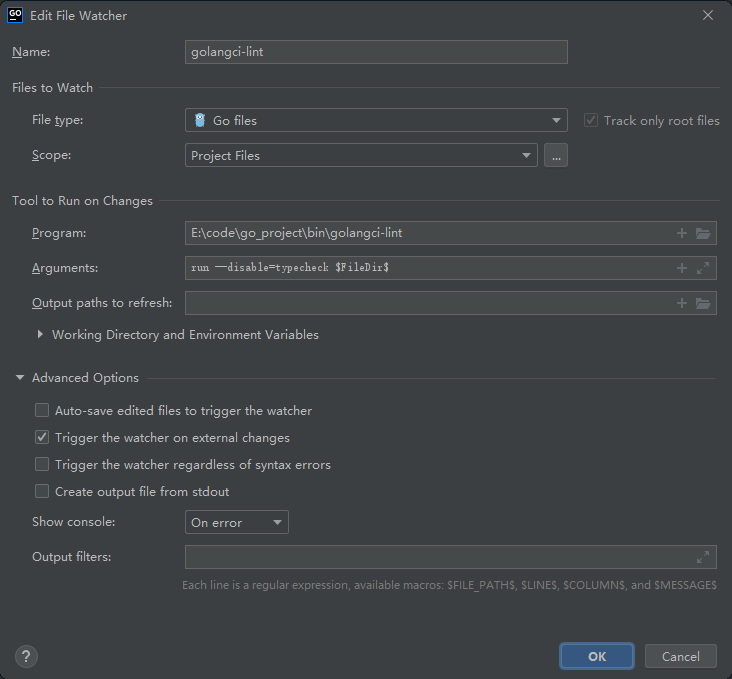 GO Edit File Watcher
Name: golangci-lint
Files to Watch
File type: Go files Track only root files
Scope: Project Files ...
Tool to Run on Changes
Program: E:\code\go_project\bin\golangci-lint
Arguments: run --disable=typecheck $FileDir$
Output paths to refresh:
Working Directory and Environment Variables
Advanced Options
Auto-save edited files to trigger the watcher
Trigger the watcher on external changes
Trigger the watcher regardless of syntax errors
Create output file from stdout
Show console: On error
Output filters:
Each line is a regular expression, available macros: $FILE_PATH$, $LINE$, $COLUMN$, and $MESSAGE$
? OK Cancel